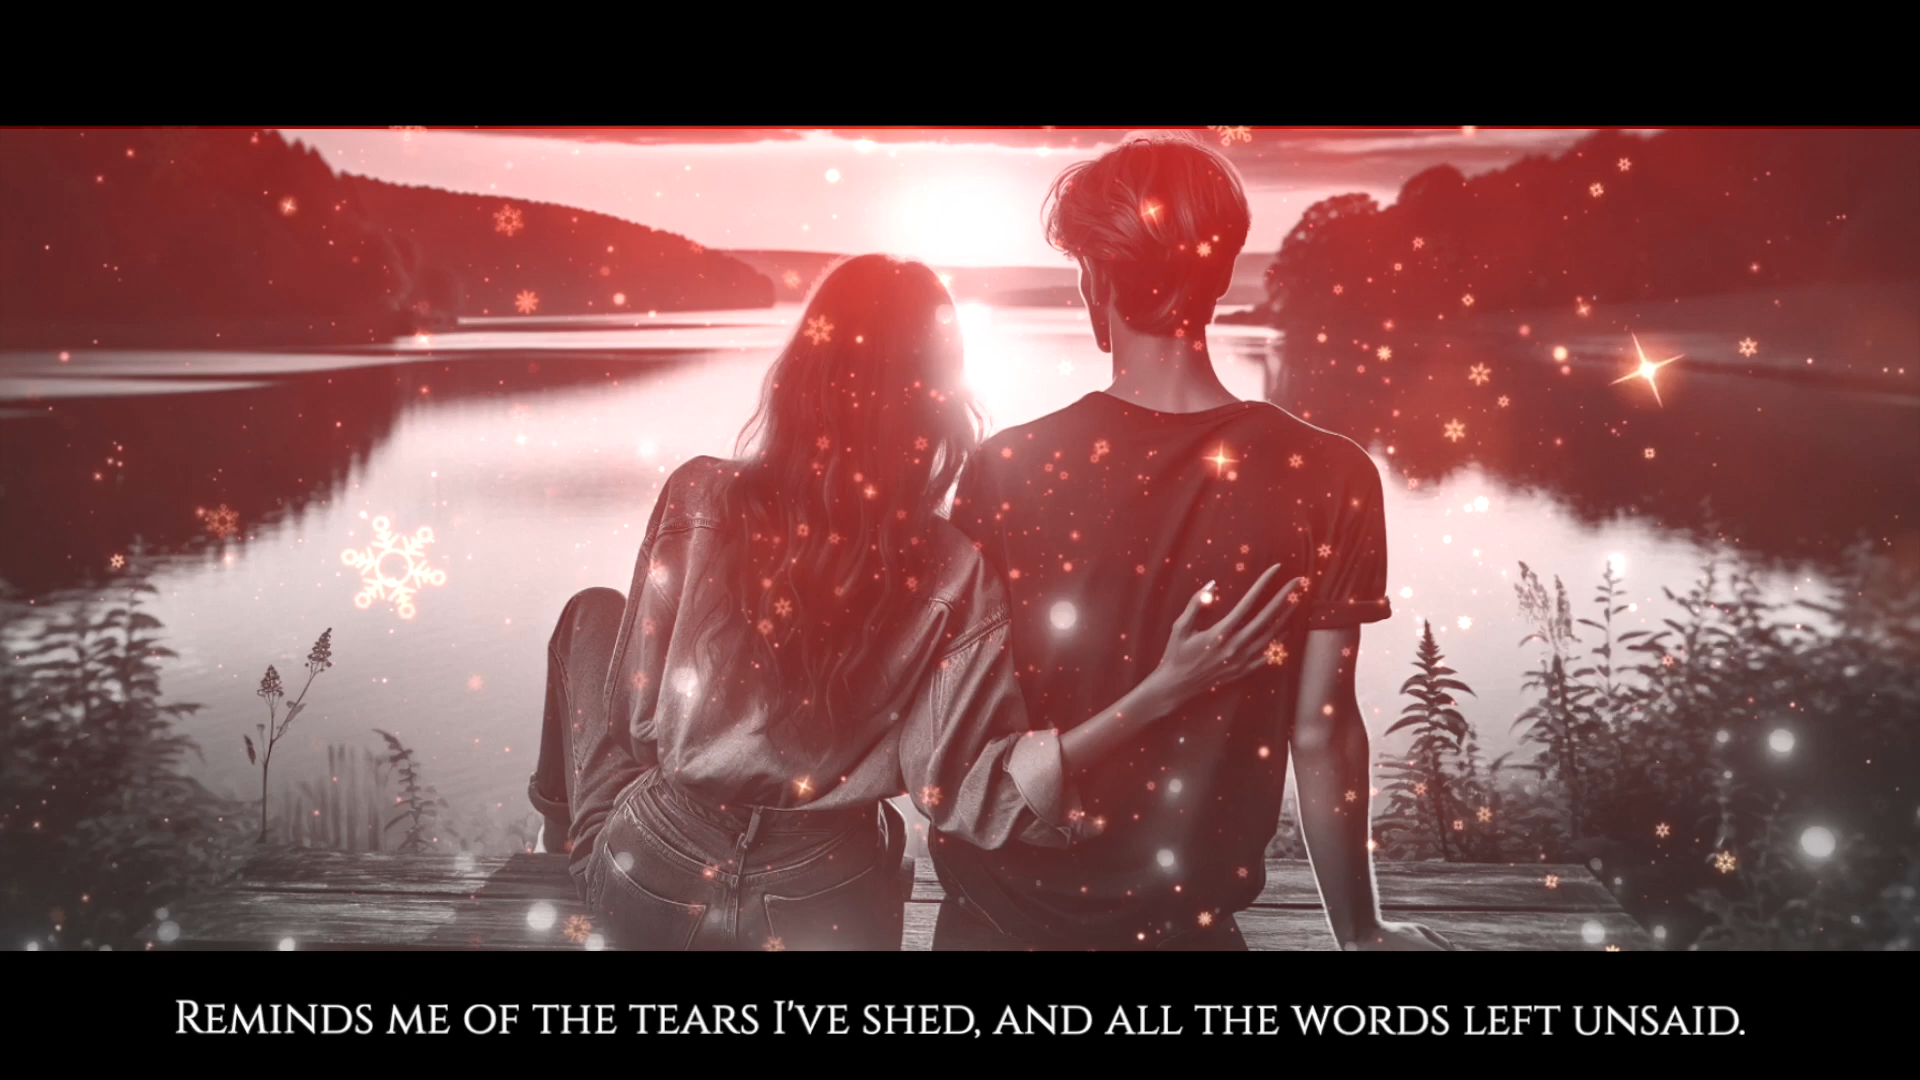 Reminds me of the tears I've shed, and all the words left unsaid.